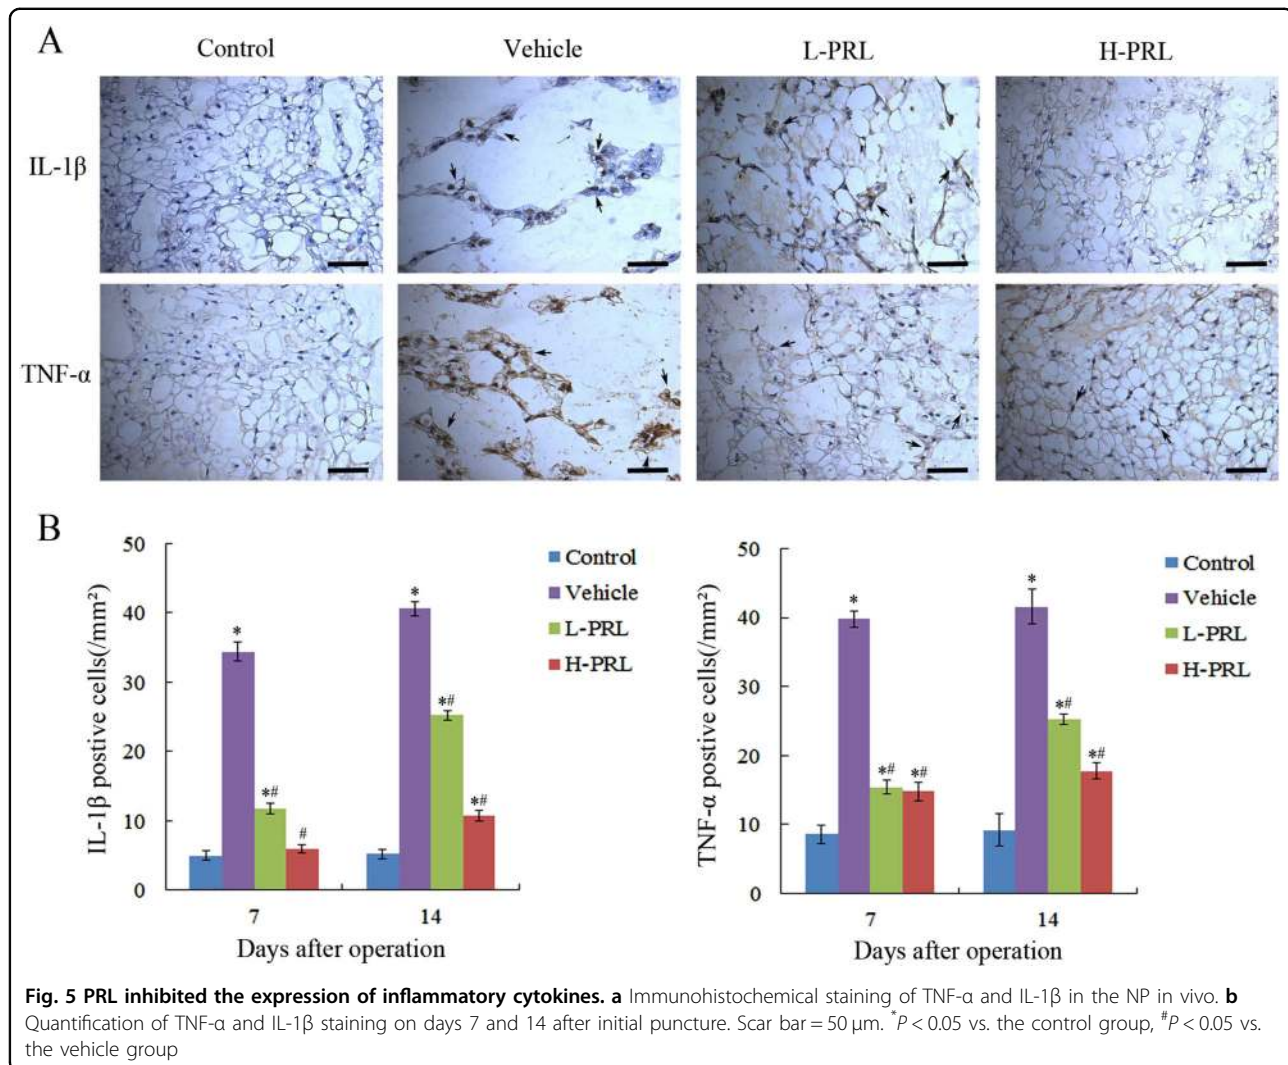 A
Control Vehicle L-PRL H-PRL
IL-1β
TNF-α
B
IL-1β postive cells(/mm²)
50
40
30
20
10
0
* *# #
* *# *#
7 14
Days after operation
Control
Vehicle
L-PRL
H-PRL
TNF-α postive cells(/mm²)
50
40
30
20
10
0
* *# *#
* *# *#
7 14
Days after operation
Control
Vehicle
L-PRL
H-PRL
Fig. 5 PRL inhibited the expression of inflammatory cytokines. a Immunohistochemical staining of TNF-α and IL-1β in the NP in vivo. b
Quantification of TNF-α and IL-1β staining on days 7 and 14 after initial puncture. Scar bar = 50 μm. *P < 0.05 vs. the control group, #P < 0.05 vs.
the vehicle group